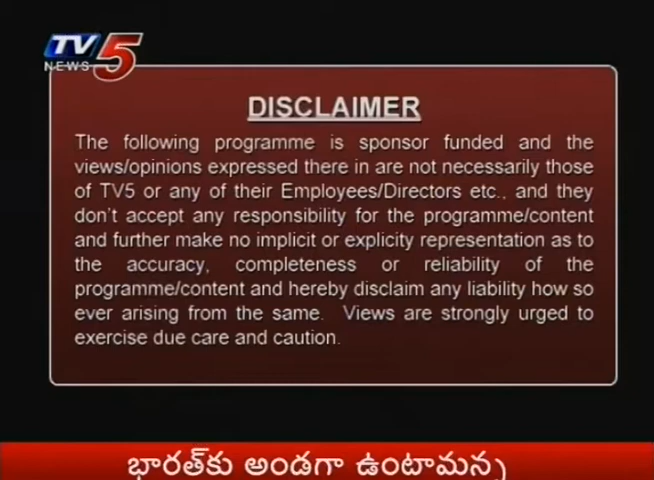 TV5
NEWS
DISCLAIMER
The following programme is sponsor funded and the
views/opinions expressed there in are not necessarily those
of TV5 or any of their Employees/Directors etc., and they
don't accept any responsibility for the programme/content
and further make no implicit or explicity representation as to
the accuracy, completeness or reliability of the
programme/content and hereby disclaim any liability how so
ever arising from the same. Views are strongly urged to
exercise due care and caution.
భారత్‌కు అండగా ఉంటామన్న